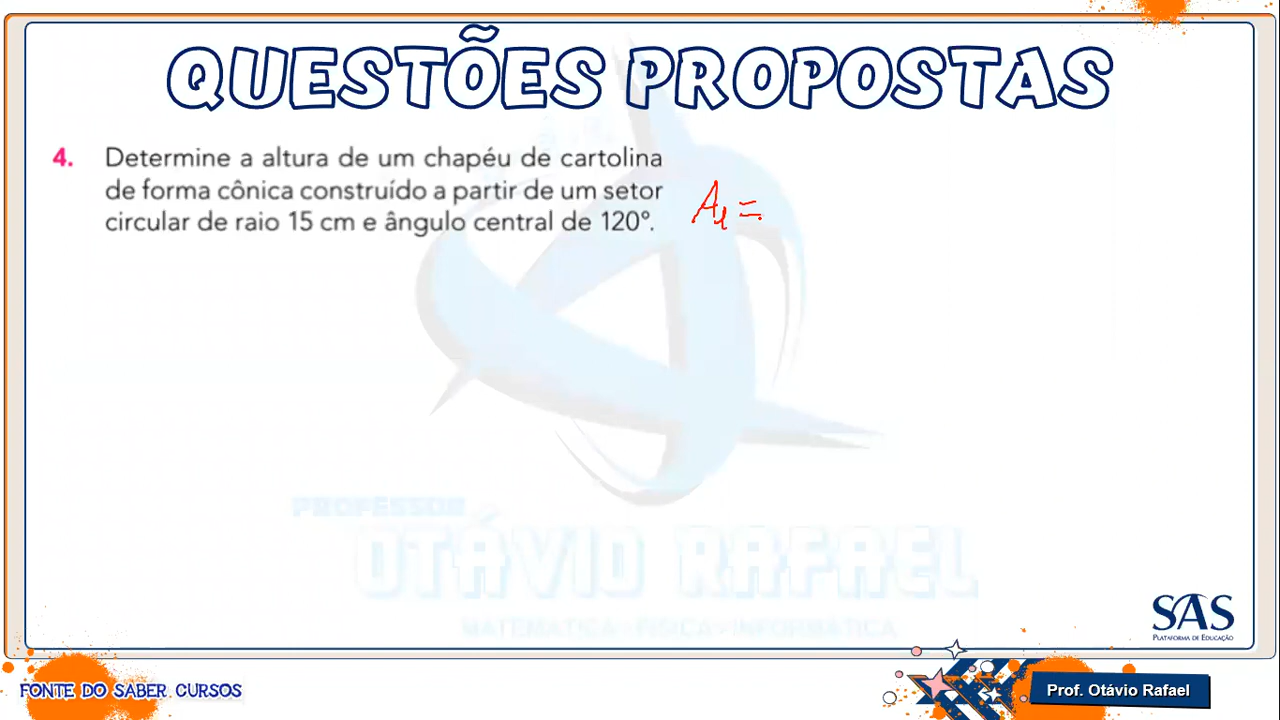 QUESTÕES PROPOSTAS
4. Determine a altura de um chapéu de cartolina
de forma cônica construído a partir de um setor
circular de raio 15 cm e ângulo central de 120°.
Aℓ =
PROFESSOR
OTÁVIO RAFAEL
MATEMÁTICA - FÍSICA - INFORMÁTICA
SAS
PLATAFORMA DE EDUCAÇÃO
FONTE DO SABER CURSOS
Prof. Otávio Rafael